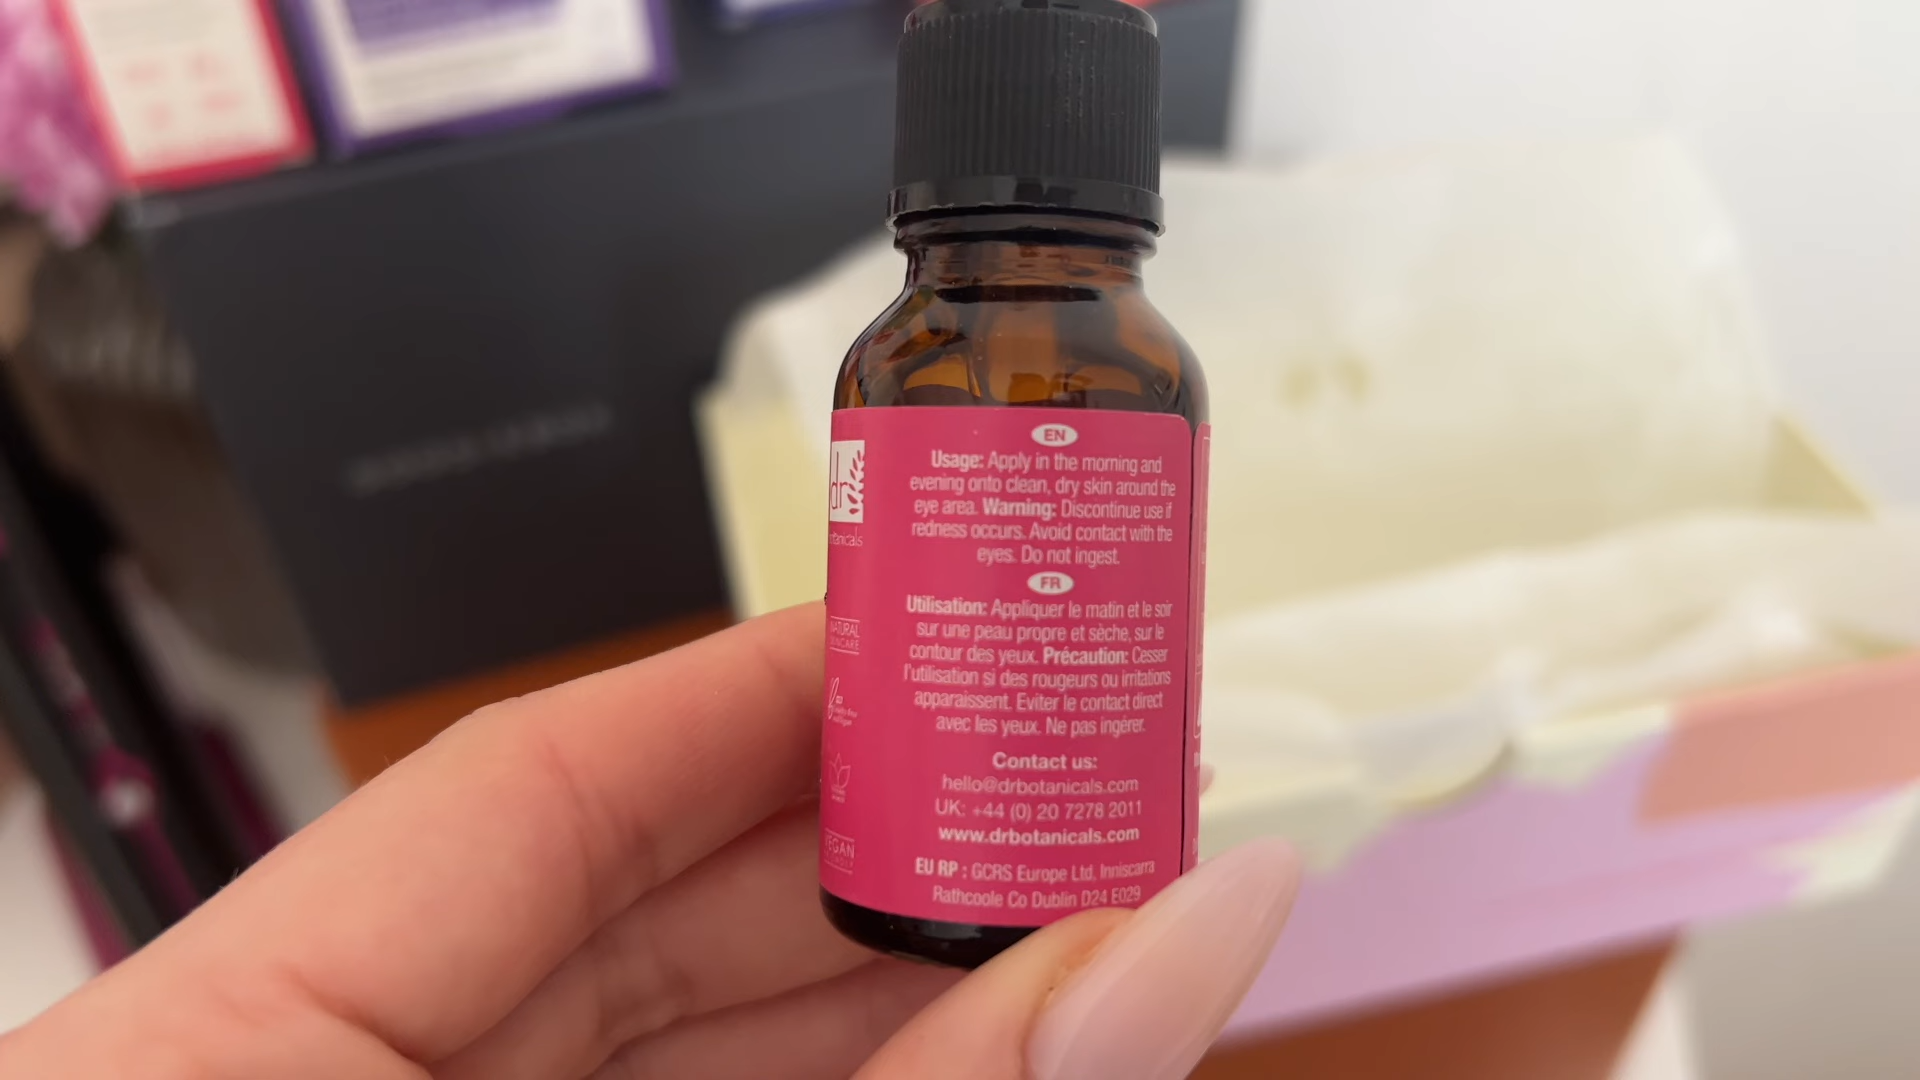 EN
Usage: Apply in the morning and
evening onto clean, dry skin around the
eye area. Warning: Discontinue use if
redness occurs. Avoid contact with the
eyes. Do not ingest.
FR
Utilisation: Appliquer le matin et le soir
sur une peau propre et sèche, sur le
contour des yeux. Précaution: Cesser
l'utilisation si des rougeurs ou irritations
apparaissent. Eviter le contact direct
avec les yeux. Ne pas ingérer.
Contact us:
hello@drbotanicals.com
UK: +44 (0) 20 7278 2011
www.drbotanicals.com
EU RP : GCRS Europe Ltd, Inniscarra
Rathcoole Co Dublin D24 E029
dr
NATURAL
VEGAN